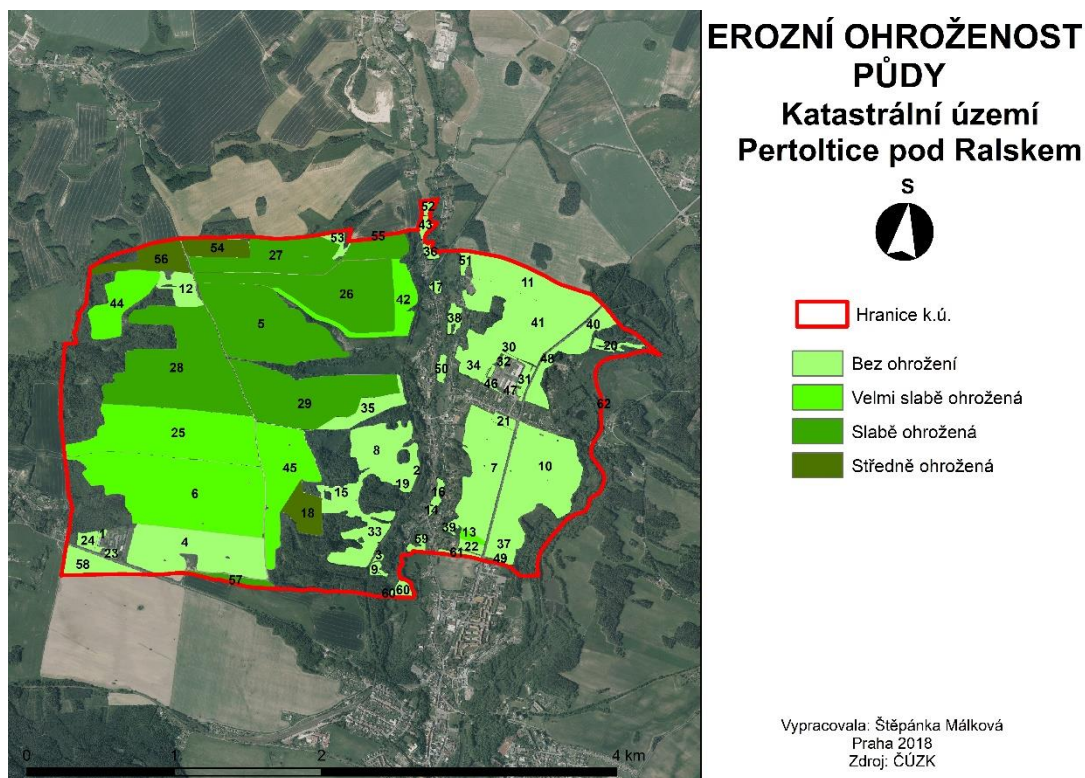 EROZNÍ OHROŽENOST
PŮDY
Katastrální území
Pertoltice pod Ralskem
S
Hranice k.ú.
Bez ohrožení
Velmi slabě ohrožená
Slabě ohrožená
Středně ohrožená
Vypracovala: Štěpánka Málková
Praha 2018
Zdroj: ČÚZK
52
43
53 55
54 27 36
56 51
12 17 11
44 26 42
5 38 41 40
30 20
28 50 34 32 48
46 31
29 47
35 62
25 21
8
45 2 7 10
6 19
15 16
18 14
33 39 13
24 1 4 59 22 37
23 3 61 49
58 9
57 60 60
0 1 2 4 km